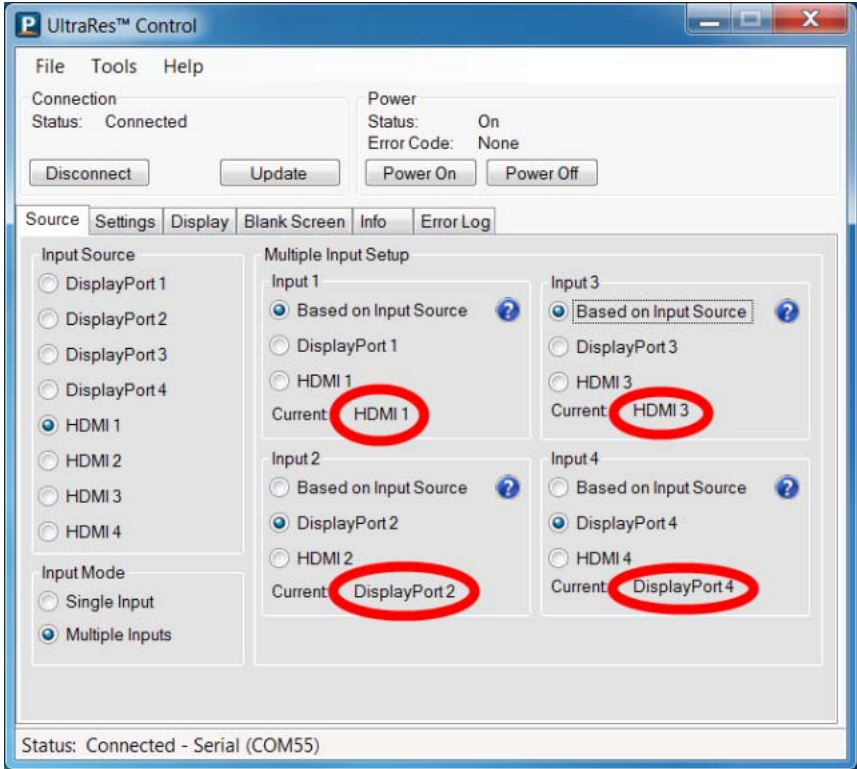 UltraRes™ Control
File Tools Help
Connection
Status: Connected
Disconnect Update
Power
Status: On
Error Code: None
Power On Power Off
Source Settings Display Blank Screen Info Error Log
Input Source
DisplayPort 1
DisplayPort 2
DisplayPort 3
DisplayPort 4
HDMI 1
HDMI 2
HDMI 3
HDMI 4
Input Mode
Single Input
Multiple Inputs
Multiple Input Setup
Input 1
Based on Input Source ?
DisplayPort 1
HDMI 1
Current: HDMI 1
Input 2
Based on Input Source ?
DisplayPort 2
HDMI 2
Current: DisplayPort 2
Input 3
Based on Input Source ?
DisplayPort 3
HDMI 3
Current: HDMI 3
Input 4
Based on Input Source ?
DisplayPort 4
HDMI 4
Current: DisplayPort 4
Status: Connected - Serial (COM55)